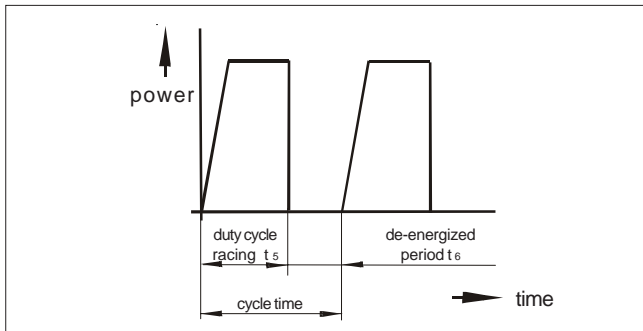 power
duty cycle
racing t5
de-energized
period t6
cycle time
time